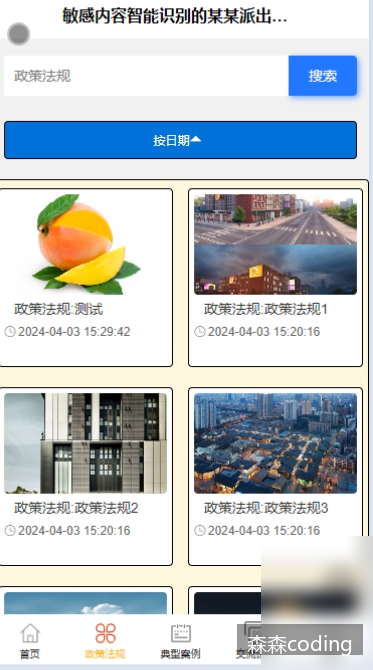 敏感内容智能识别的某某派出...
政策法规
搜索
按日期
政策法规:测试
2024-04-03 15:29:42
政策法规:政策法规1
2024-04-03 15:20:16
政策法规:政策法规2
2024-04-03 15:20:16
政策法规:政策法规3
2024-04-03 15:20:16
首页
政策法规
典型案例
交流
森森coding